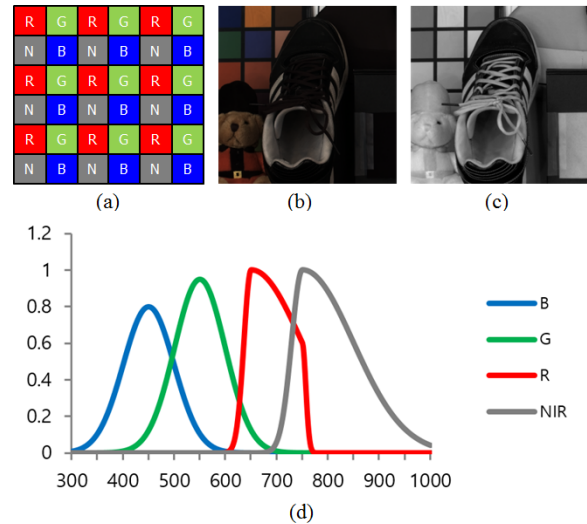 R G R G R G
N B N B N B
R G R G R G
N B N B N B
R G R G R G
N B N B N B
(a)
(b)
(c)
1.2
1
0.8
0.6
0.4
0.2
0
300 400 500 600 700 800 900 1000
B
G
R
NIR
(d)